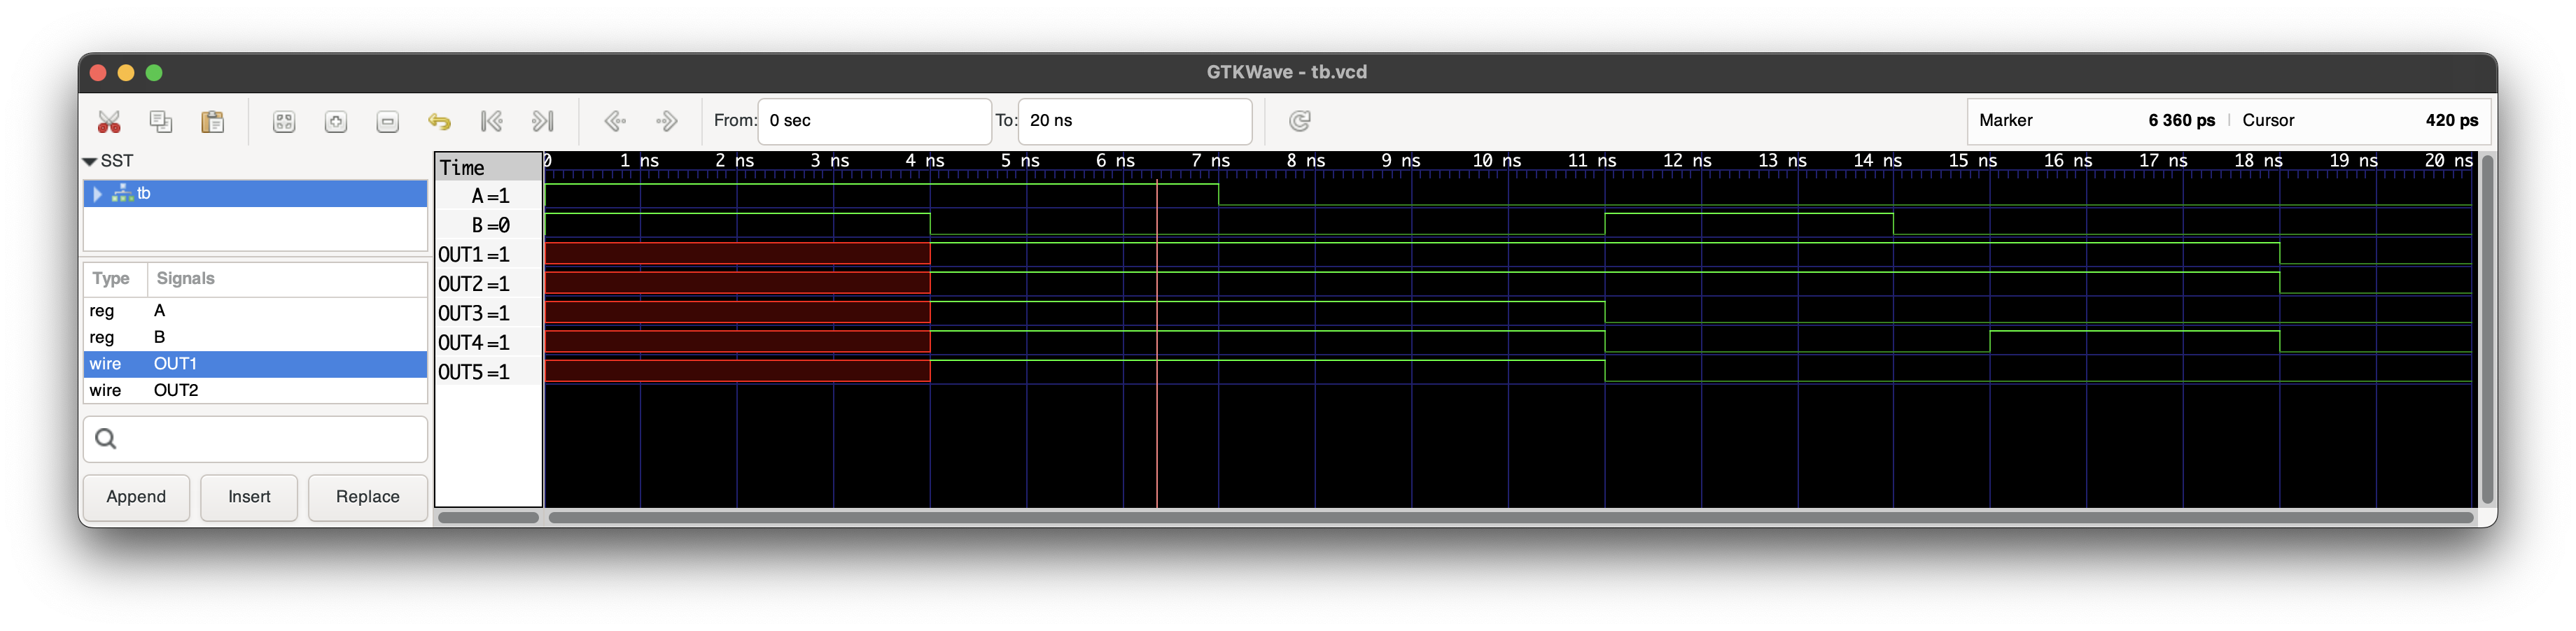 GTKWave - tb.vcd
From: 0 sec To: 20 ns Marker 6 360 ps | Cursor 420 ps
SST
tb
Type Signals
reg A
reg B
wire OUT1
wire OUT2
Append Insert Replace
Time
0 1 ns 2 ns 3 ns 4 ns 5 ns 6 ns 7 ns 8 ns 9 ns 10 ns 11 ns 12 ns 13 ns 14 ns 15 ns 16 ns 17 ns 18 ns 19 ns 20 ns
A=1
B=0
OUT1=1
OUT2=1
OUT3=1
OUT4=1
OUT5=1